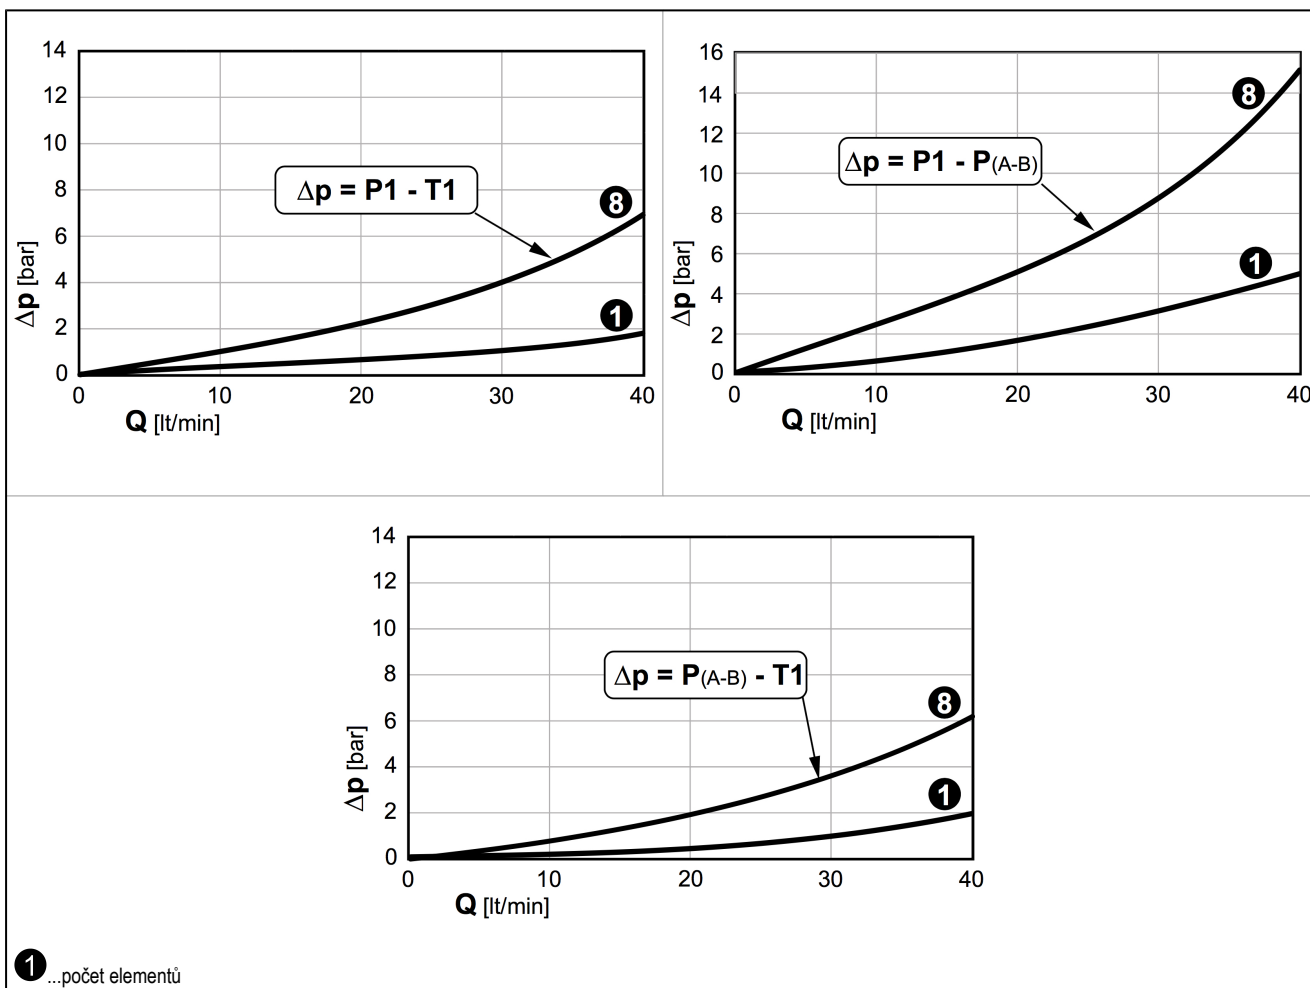 14
12
10
8
6
4
2
0
Δp [bar]
Δp = P1 - T1
8
1
0 10 20 30 40
Q [lt/min]
16
14
12
10
8
6
4
2
0
Δp [bar]
Δp = P1 - P(A-B)
8
1
0 10 20 30 40
Q [lt/min]
14
12
10
8
6
4
2
0
Δp [bar]
Δp = P(A-B) - T1
8
1
0 10 20 30 40
Q [lt/min]
1 ...počet elementů